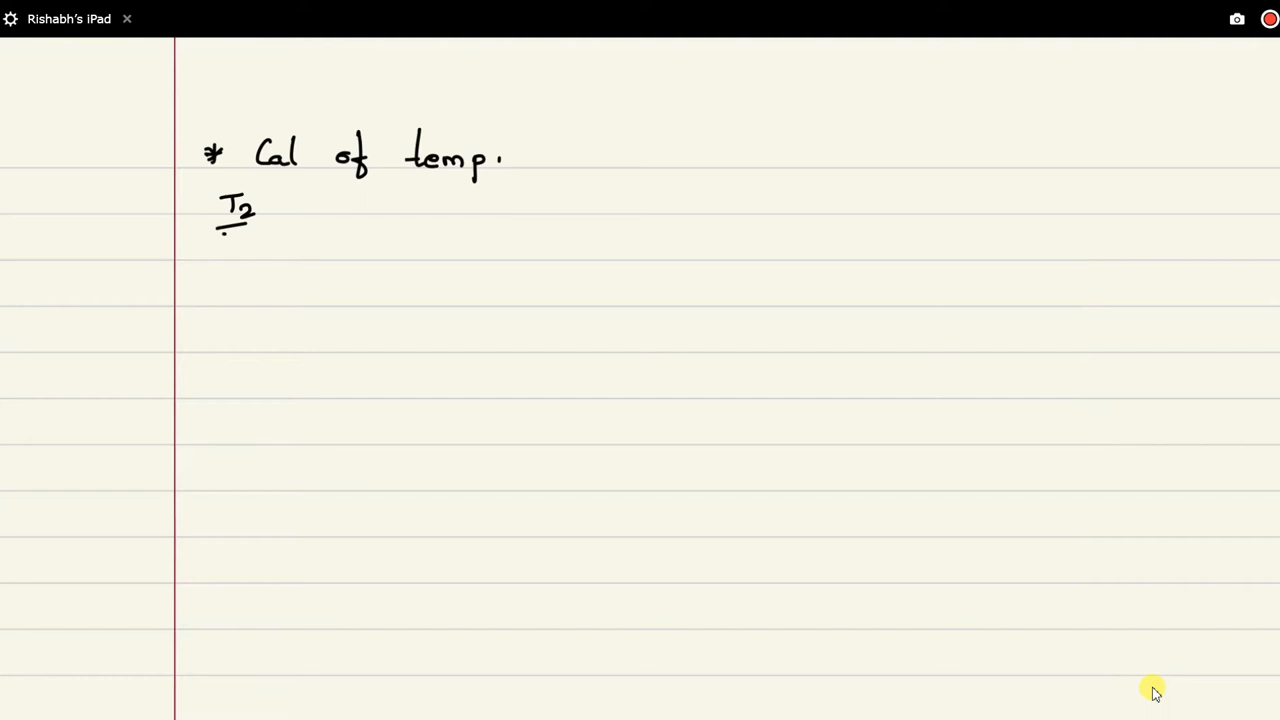 Rishabh’s iPad
* Cal of temp.
T₂